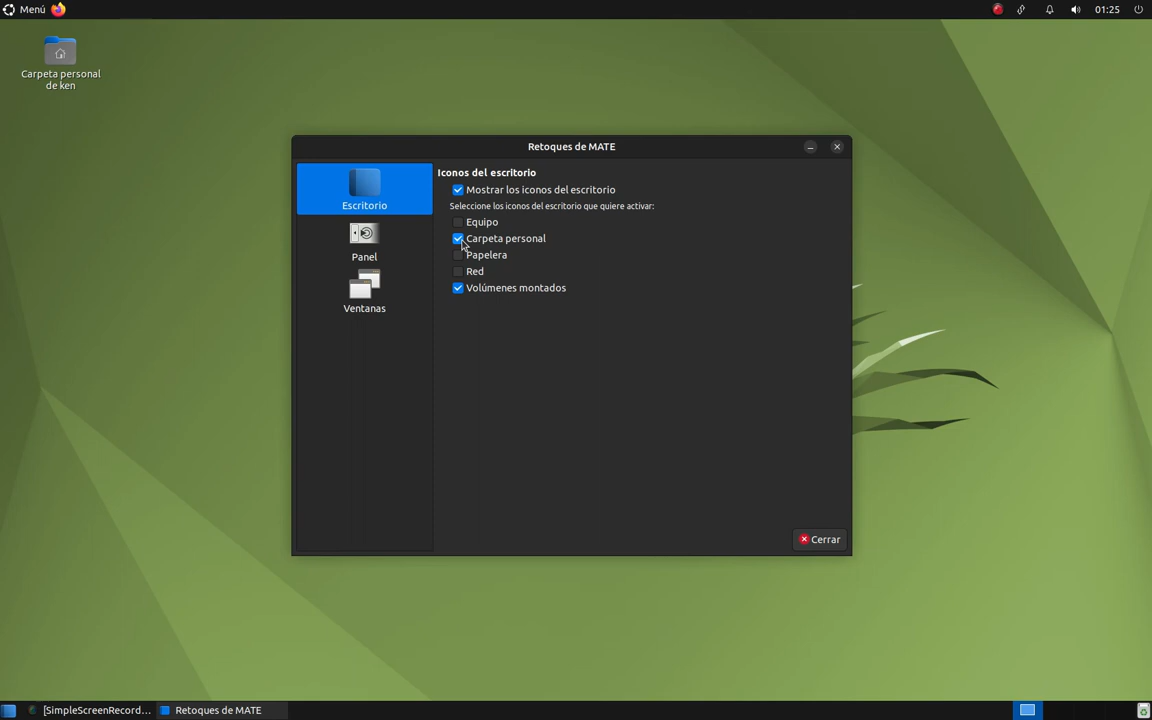 Menú
01:25
Carpeta personal
de ken
Retoques de MATE
Escritorio
Panel
Ventanas
Iconos del escritorio
Mostrar los iconos del escritorio
Seleccione los iconos del escritorio que quiere activar:
Equipo
Carpeta personal
Papelera
Red
Volúmenes montados
Cerrar
[SimpleScreenRecord...
Retoques de MATE